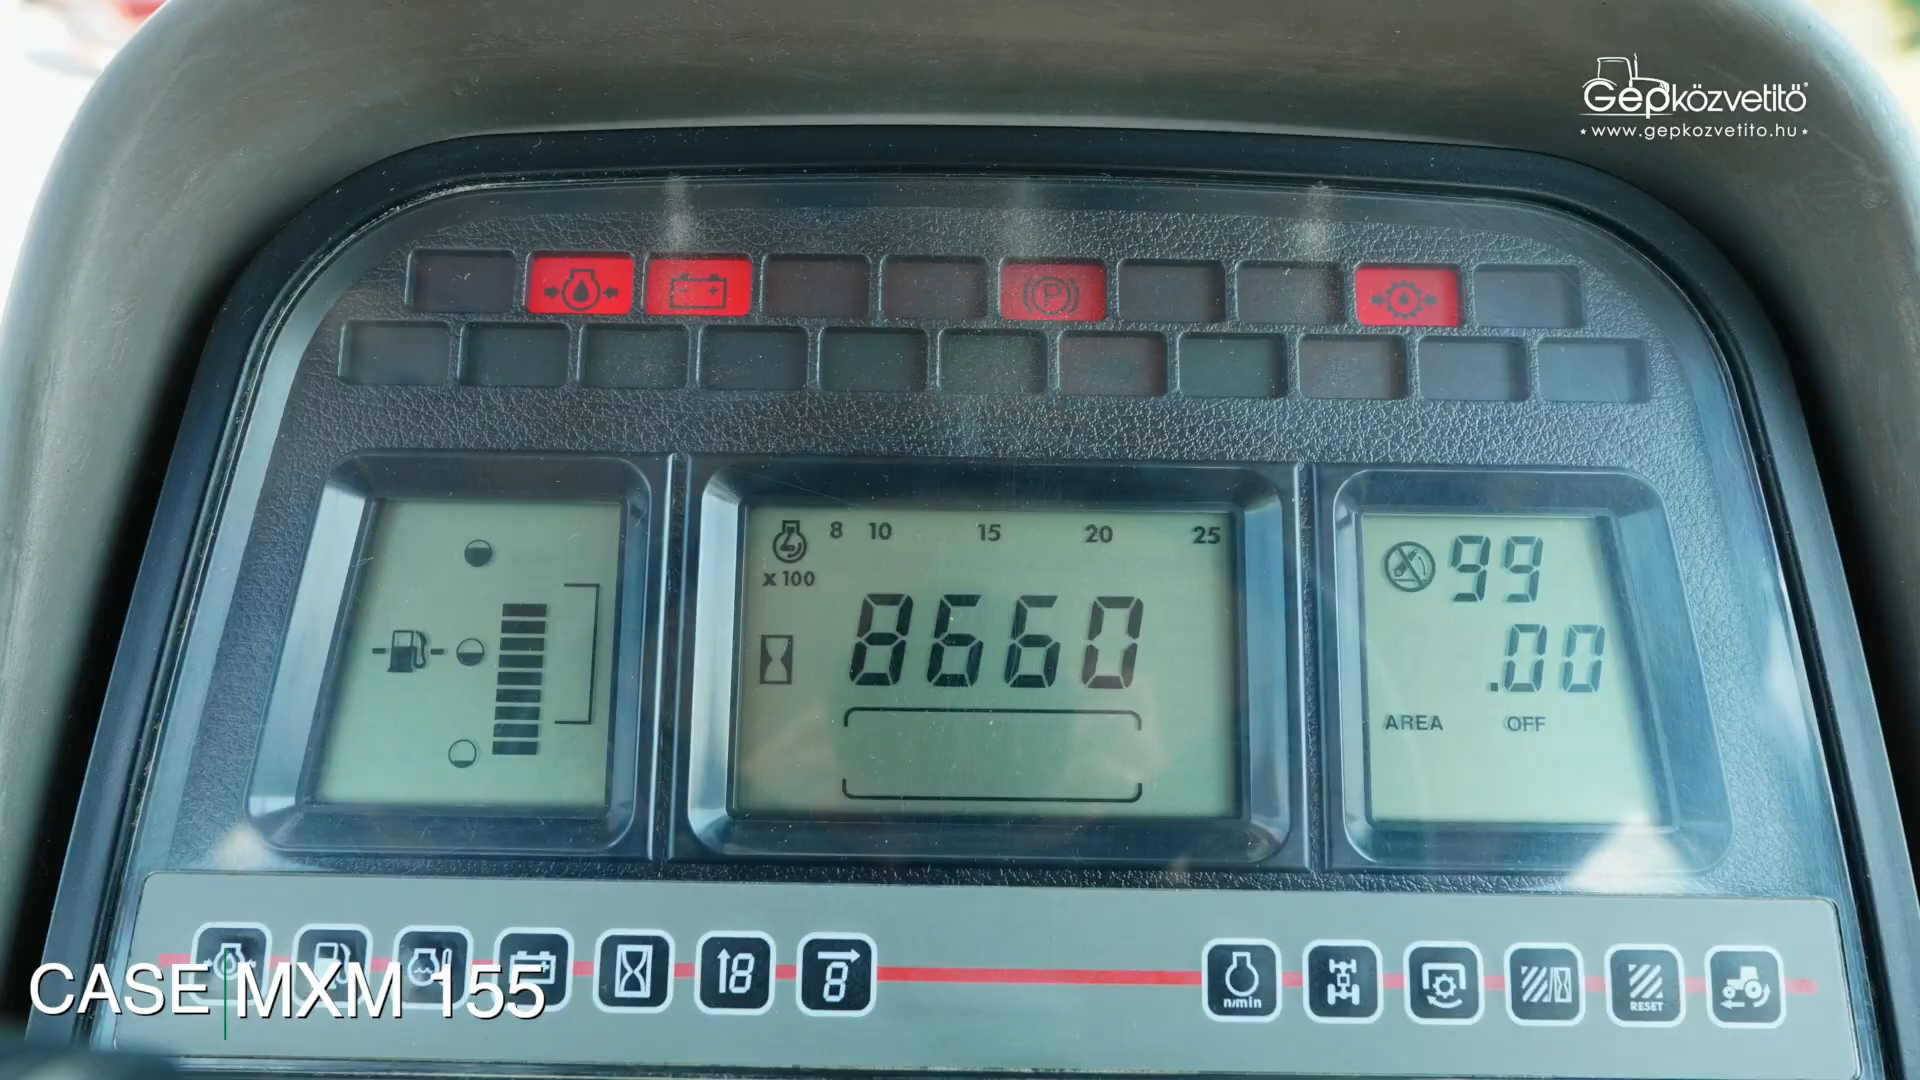 Gépközvetítő®
*www.gepkozvetito.hu*
P
8 10 15 20 25
x 100
8660
99
.00
AREA OFF
18
8
n/min
RESET
CASE MXM 155